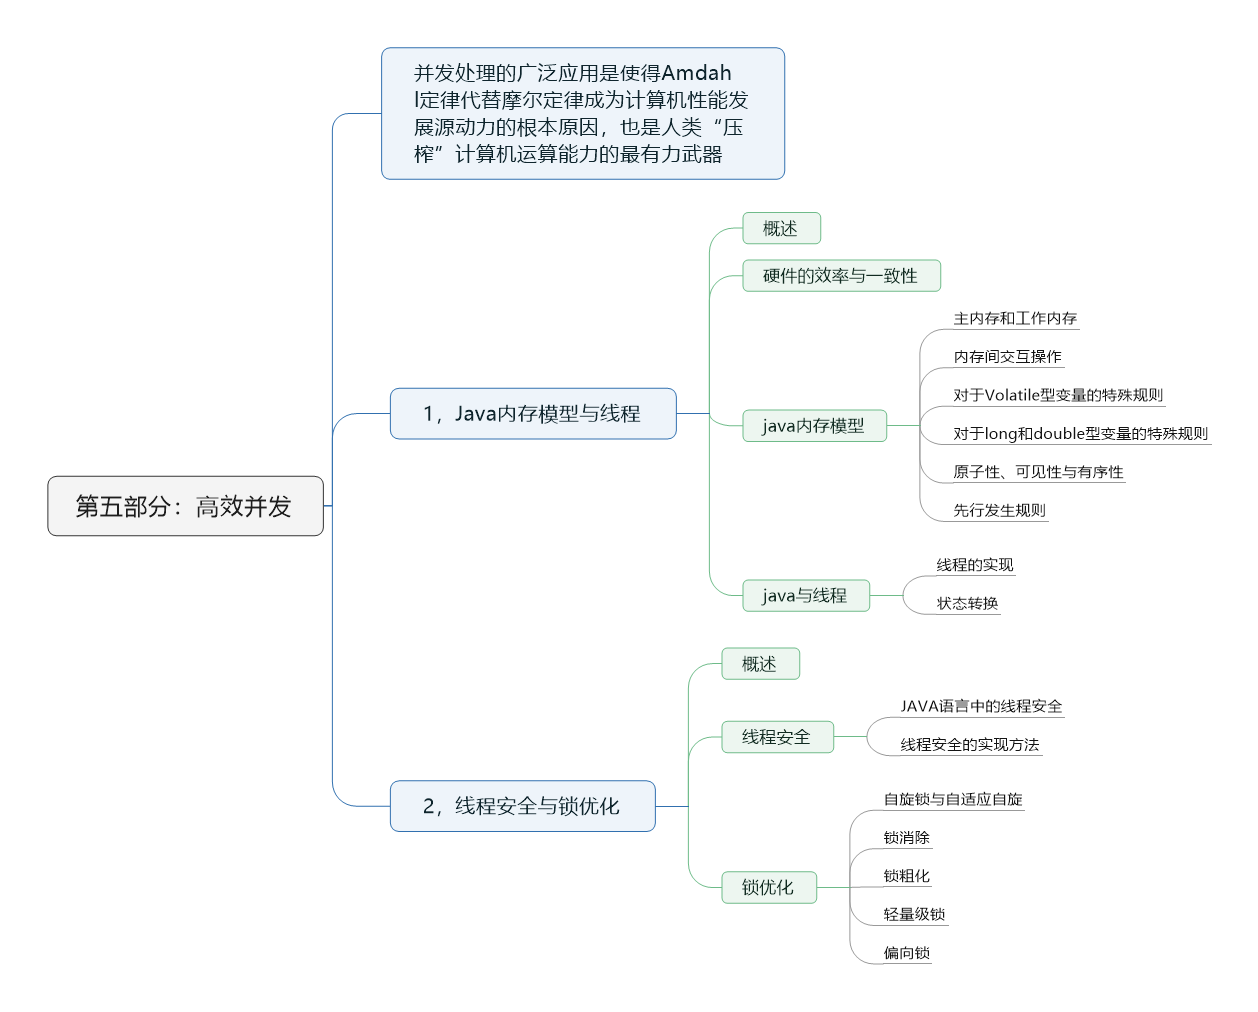 并发处理的广泛应用是使得Amdah
l定律代替摩尔定律成为计算机性能发
展源动力的根本原因，也是人类“压
榨”计算机运算能力的最有力武器
概述
硬件的效率与一致性
主内存和工作内存
内存间交互操作
对于Volatile型变量的特殊规则
1，Java内存模型与线程
java内存模型
对于long和double型变量的特殊规则
原子性、可见性与有序性
第五部分：高效并发
先行发生规则
线程的实现
java与线程
状态转换
概述
JAVA语言中的线程安全
线程安全
线程安全的实现方法
2，线程安全与锁优化
自旋锁与自适应自旋
锁消除
锁粗化
锁优化
轻量级锁
偏向锁